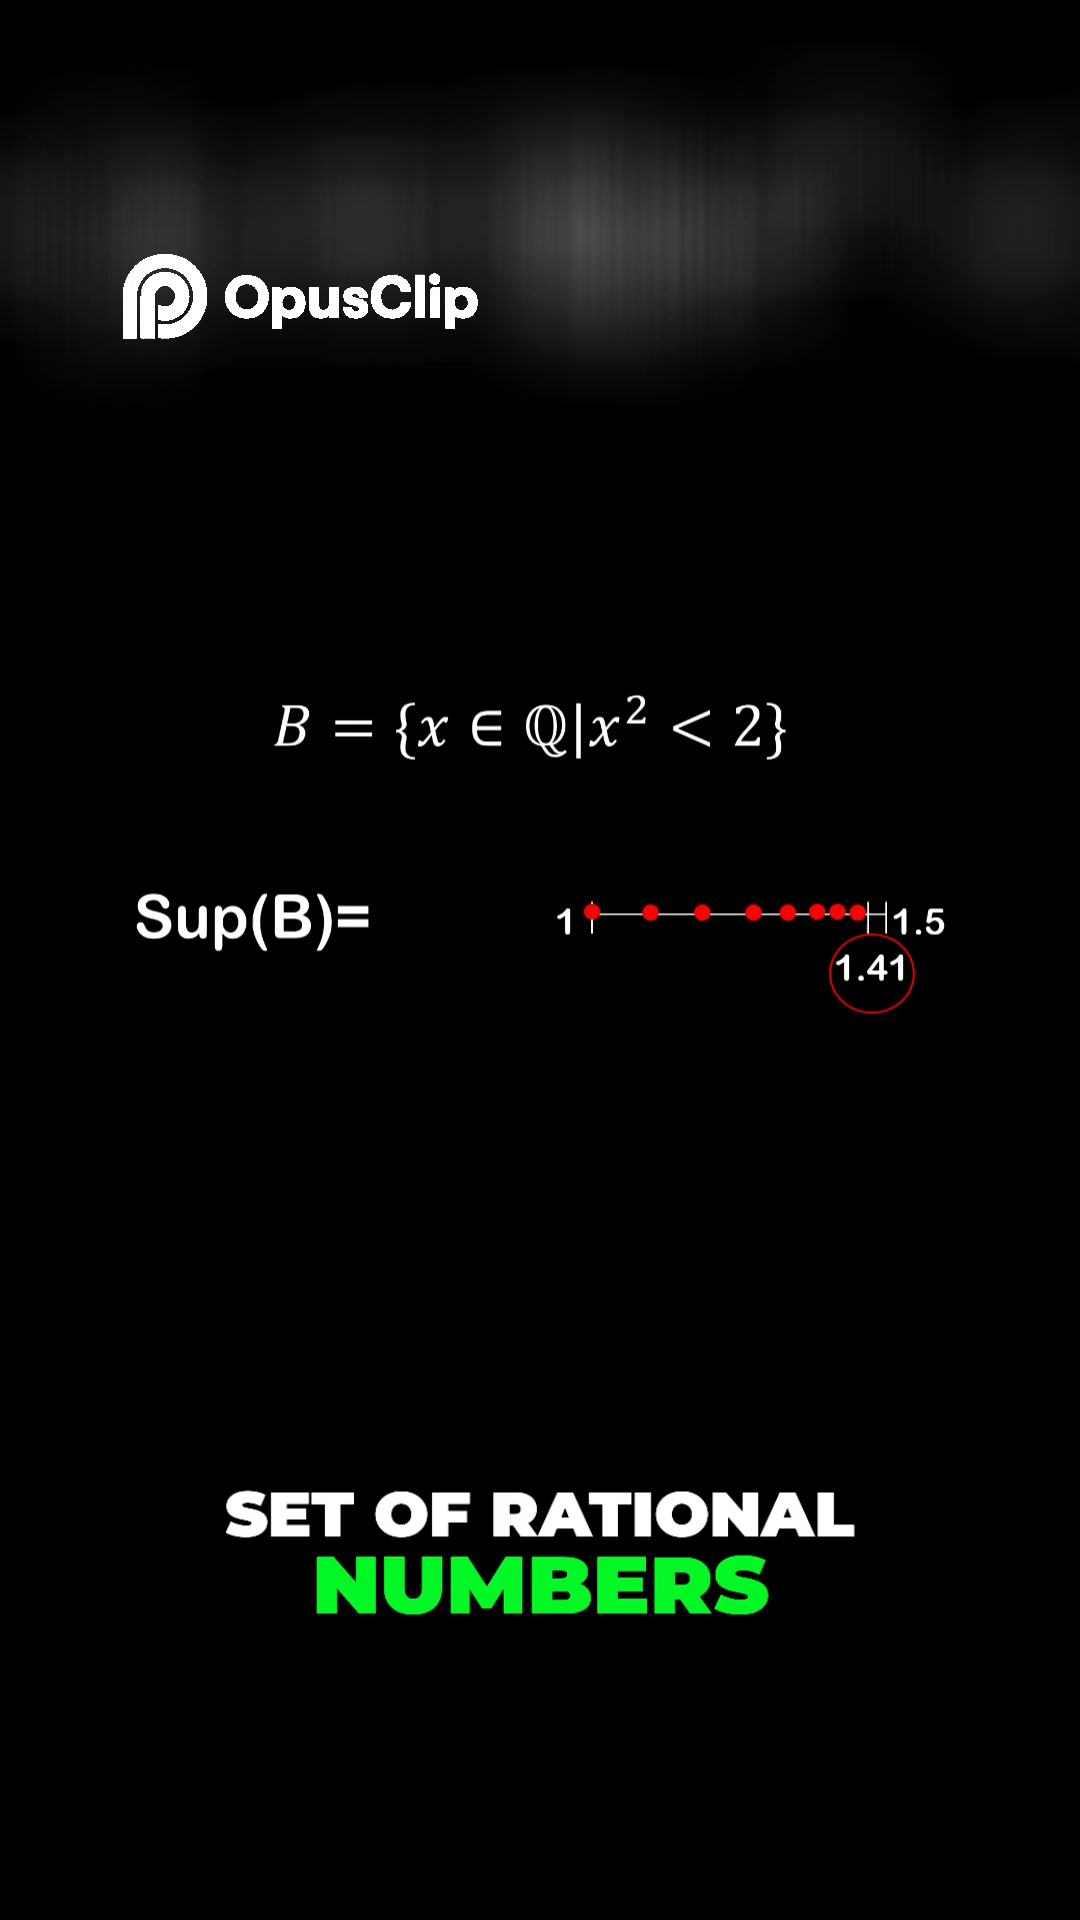 OpusClip
B = {x ∈ ℚ|x² < 2}
Sup(B)=
1 1.5
1.41
SET OF RATIONAL
NUMBERS